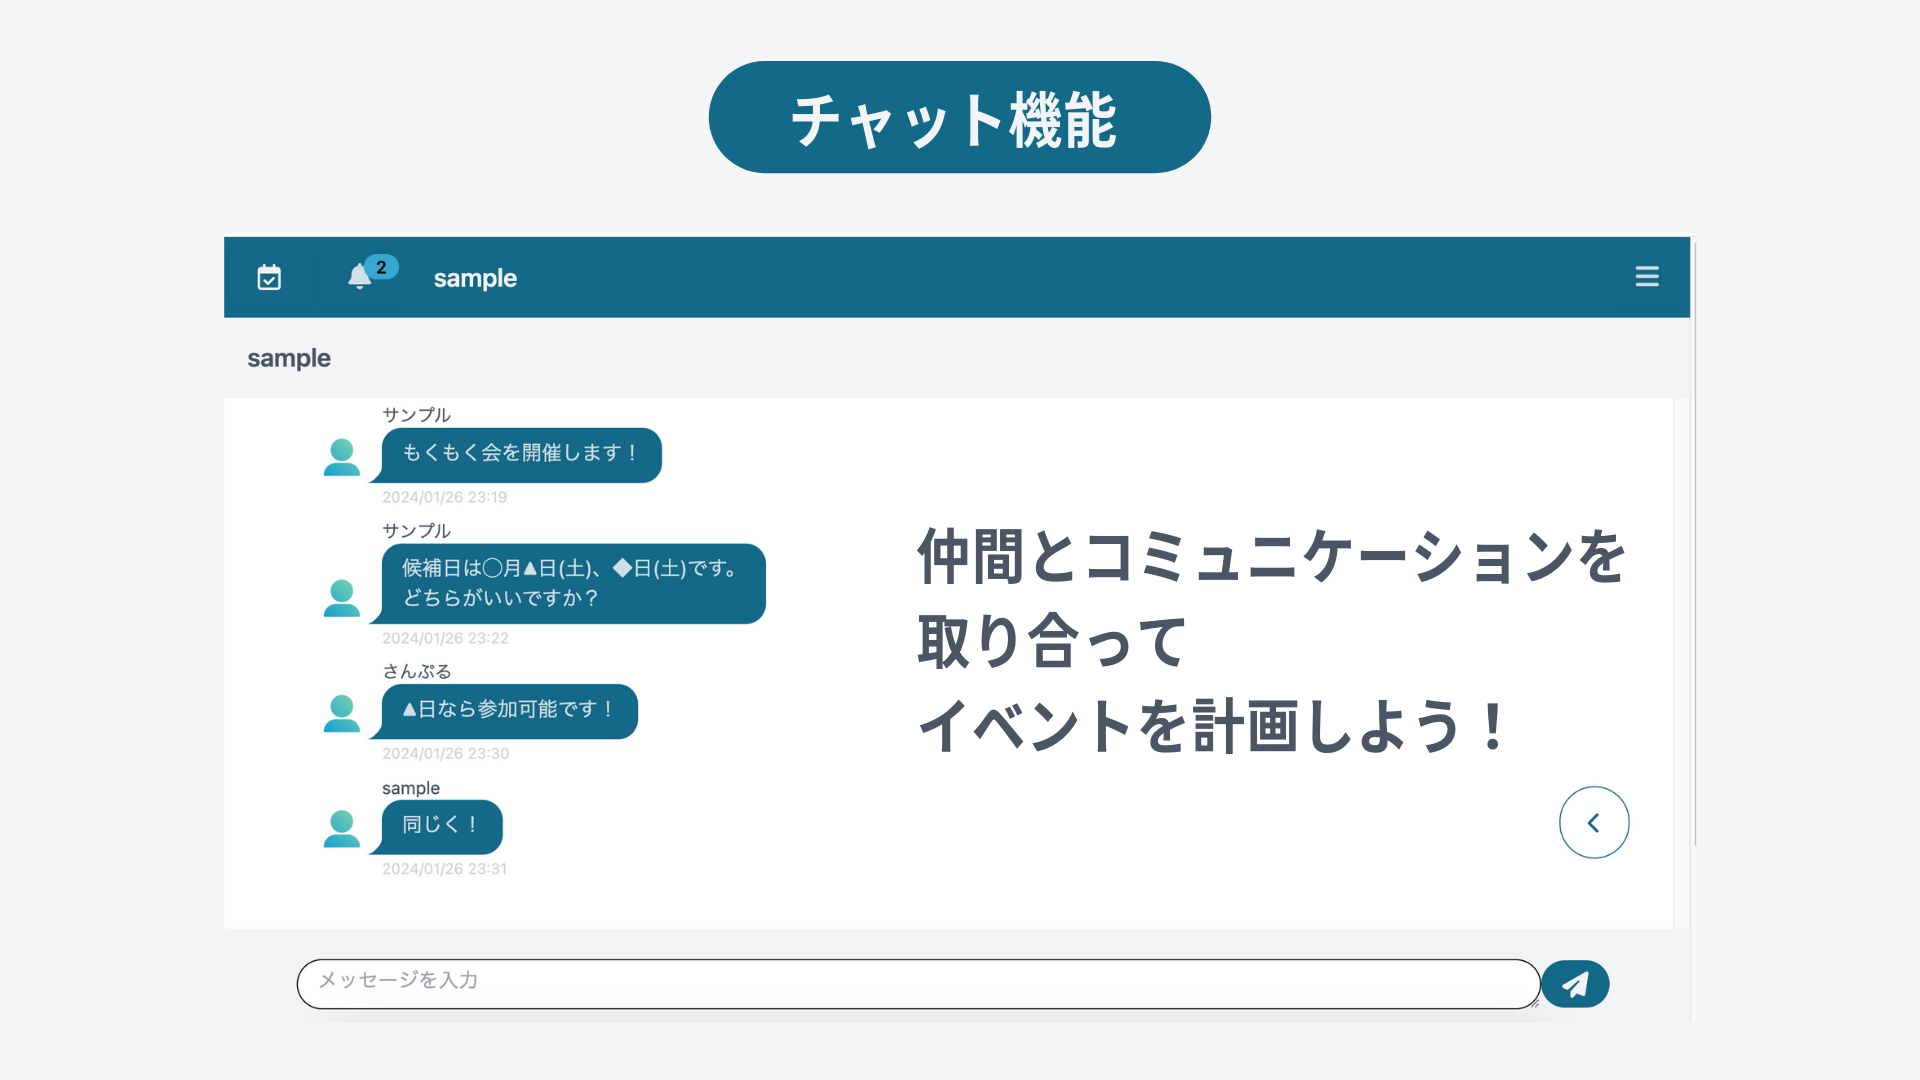 チャット機能
2
sample
sample
サンプル
もくもく会を開催します！
2024/01/26 23:19
サンプル
候補日は◯月▲日(土)、◆日(土)です。
どちらがいいですか？
2024/01/26 23:22
さんぷる
▲日なら参加可能です！
2024/01/26 23:30
sample
同じく！
2024/01/26 23:31
仲間とコミュニケーションを
取り合って
イベントを計画しよう！
メッセージを入力